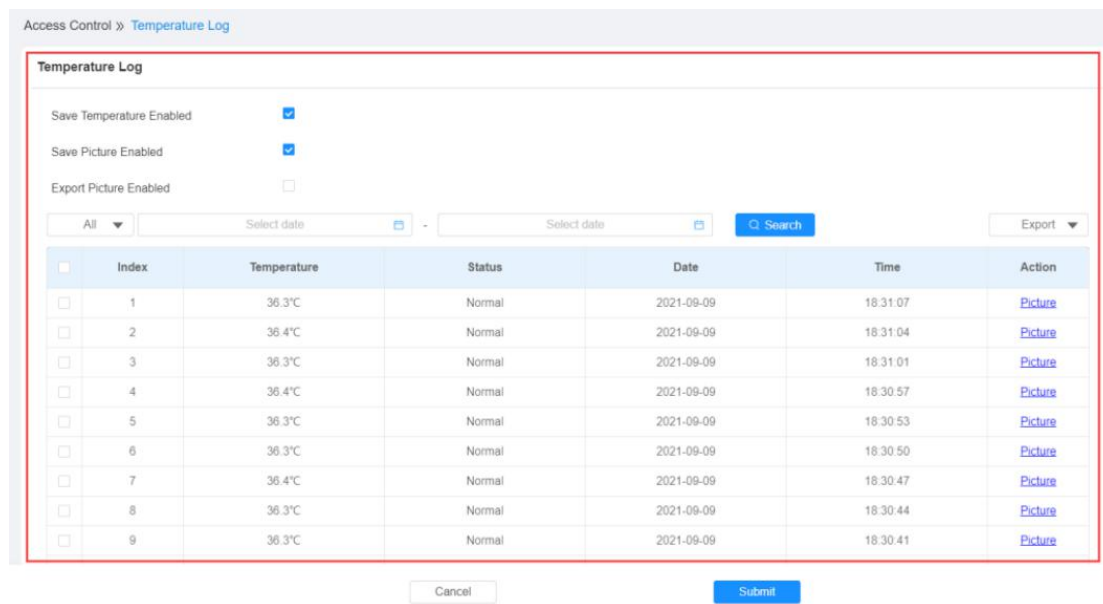 Access Control » Temperature Log
Temperature Log
Save Temperature Enabled
Save Picture Enabled
Export Picture Enabled
All Select date - Select date Search Export
Index Temperature Status Date Time Action
1 36.3℃ Normal 2021-09-09 18:31:07 Picture
2 36.4℃ Normal 2021-09-09 18:31:04 Picture
3 36.3℃ Normal 2021-09-09 18:31:01 Picture
4 36.4℃ Normal 2021-09-09 18:30:57 Picture
5 36.3℃ Normal 2021-09-09 18:30:53 Picture
6 36.3℃ Normal 2021-09-09 18:30:50 Picture
7 36.4℃ Normal 2021-09-09 18:30:47 Picture
8 36.3℃ Normal 2021-09-09 18:30:44 Picture
9 36.3℃ Normal 2021-09-09 18:30:41 Picture
Cancel Submit